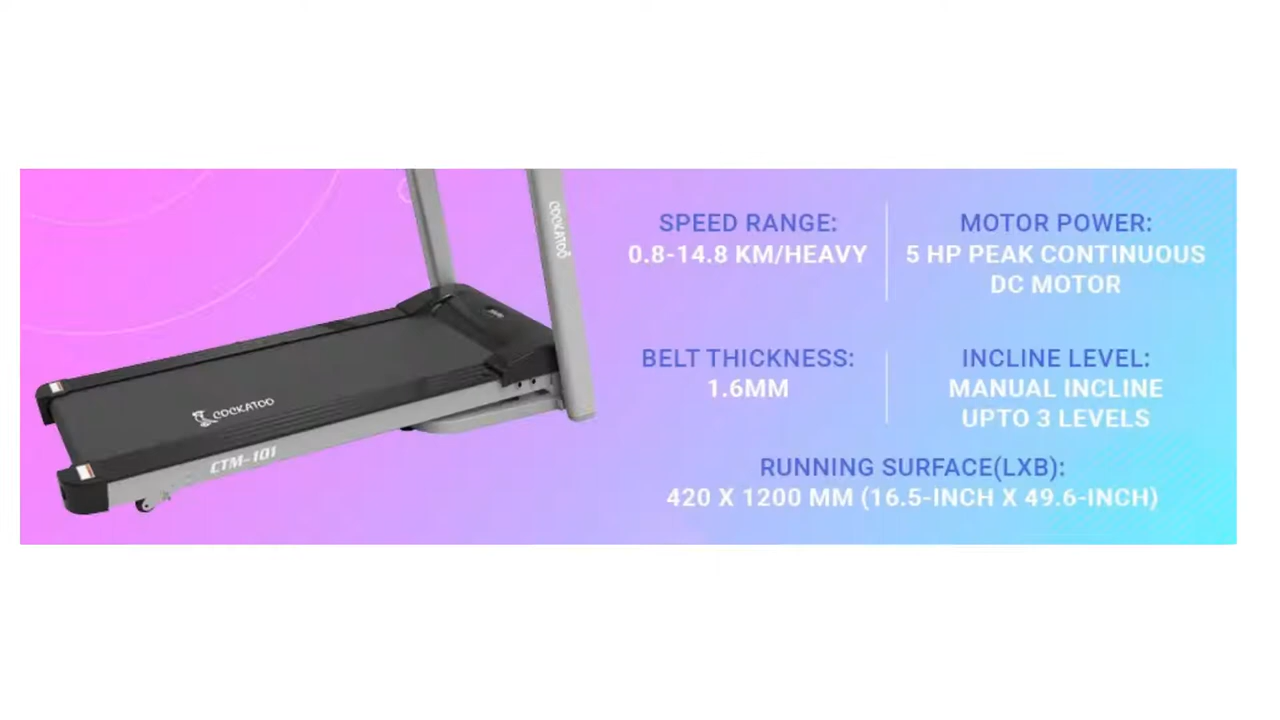 COCKATOO
COCKATOO
CTM-101
SPEED RANGE:
0.8-14.8 KM/HEAVY
MOTOR POWER:
5 HP PEAK CONTINUOUS
DC MOTOR
BELT THICKNESS:
1.6MM
INCLINE LEVEL:
MANUAL INCLINE
UPTO 3 LEVELS
RUNNING SURFACE(LXB):
420 X 1200 MM (16.5-INCH X 49.6-INCH)